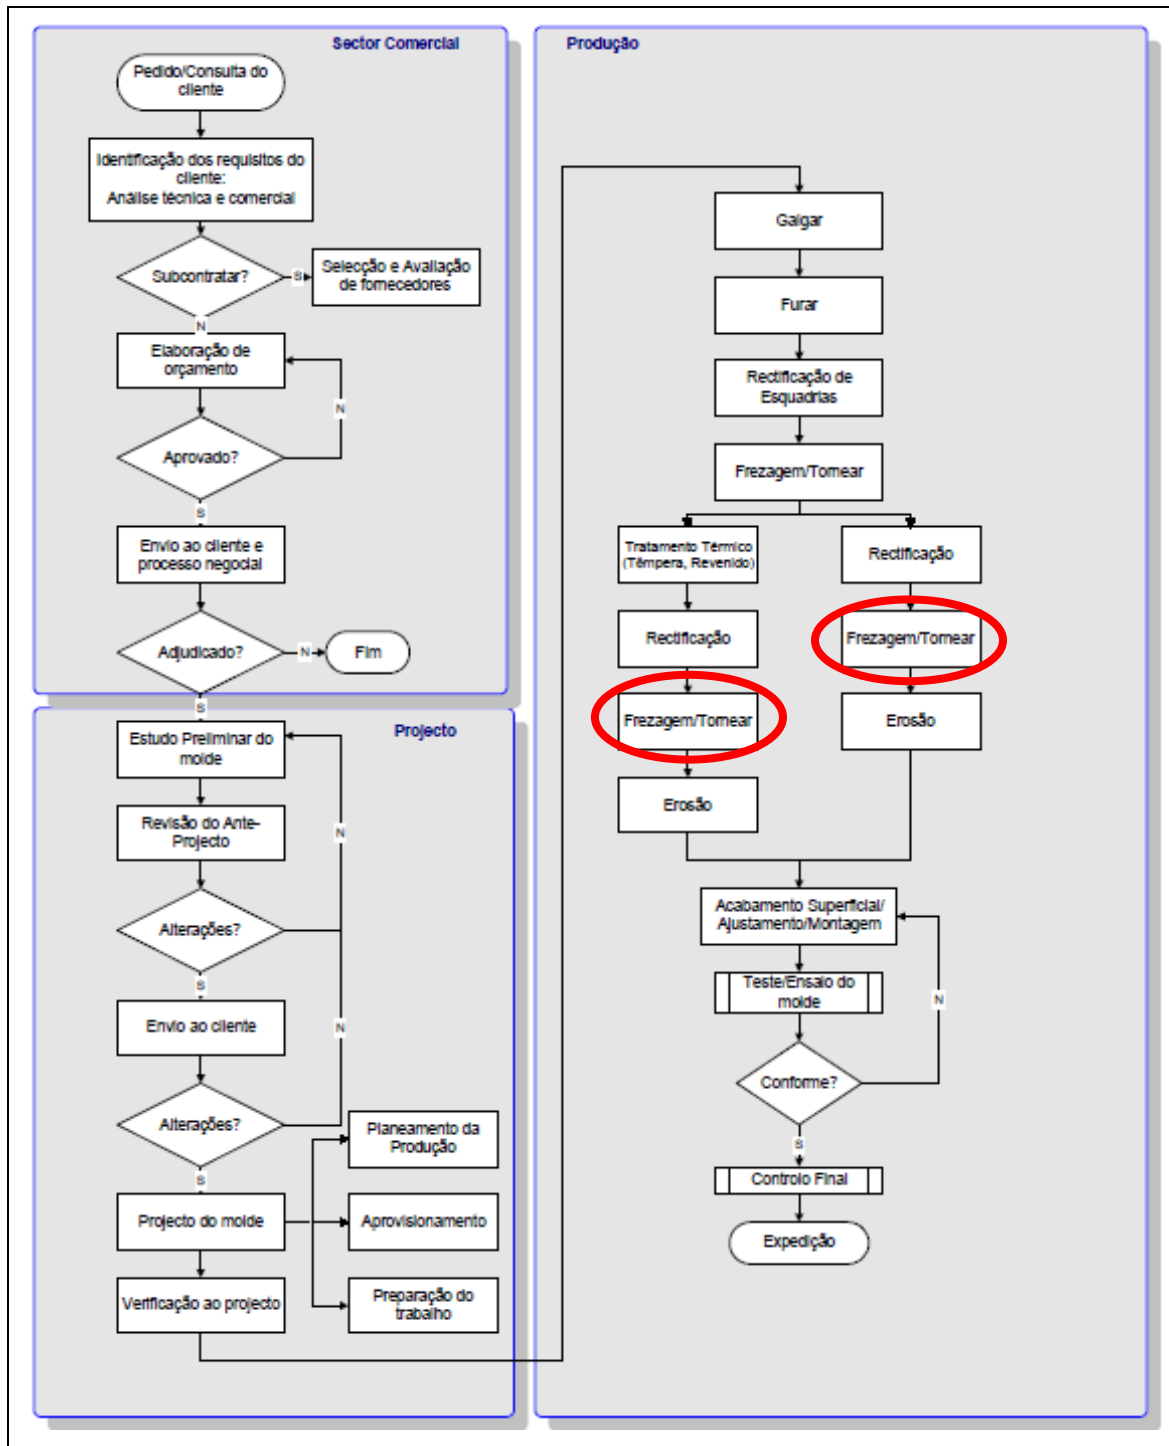 Sector Comercial
Pedido/Consulta do
cliente
Identificação dos requisitos do
cliente:
Análise técnica e comercial
Subcontratar?
S
Selecção e Avaliação
de fornecedores
N
Elaboração de
orçamento
N
Aprovado?
S
Envio ao cliente e
processo negocial
Adjudicado?
N
Fim
S
Projecto
Estudo Preliminar do
molde
Revisão do Ante-
Projecto
N
Alterações?
S
Envio ao cliente
N
Alterações?
S
Planeamento da
Produção
Projecto do molde
Aprovisionamento
Verificação ao projecto
Preparação do
trabalho
Produção
Galgar
Furar
Rectificação de
Esquadrias
Frezagem/Tornear
Tratamento Térmico
(Têmpera, Revenido)
Rectificação
Frezagem/Tornear
Erosão
Rectificação
Frezagem/Tornear
Erosão
Acabamento Superficial/
Ajustamento/Montagem
Teste/Ensaio do
molde
N
Conforme?
S
Controlo Final
Expedição